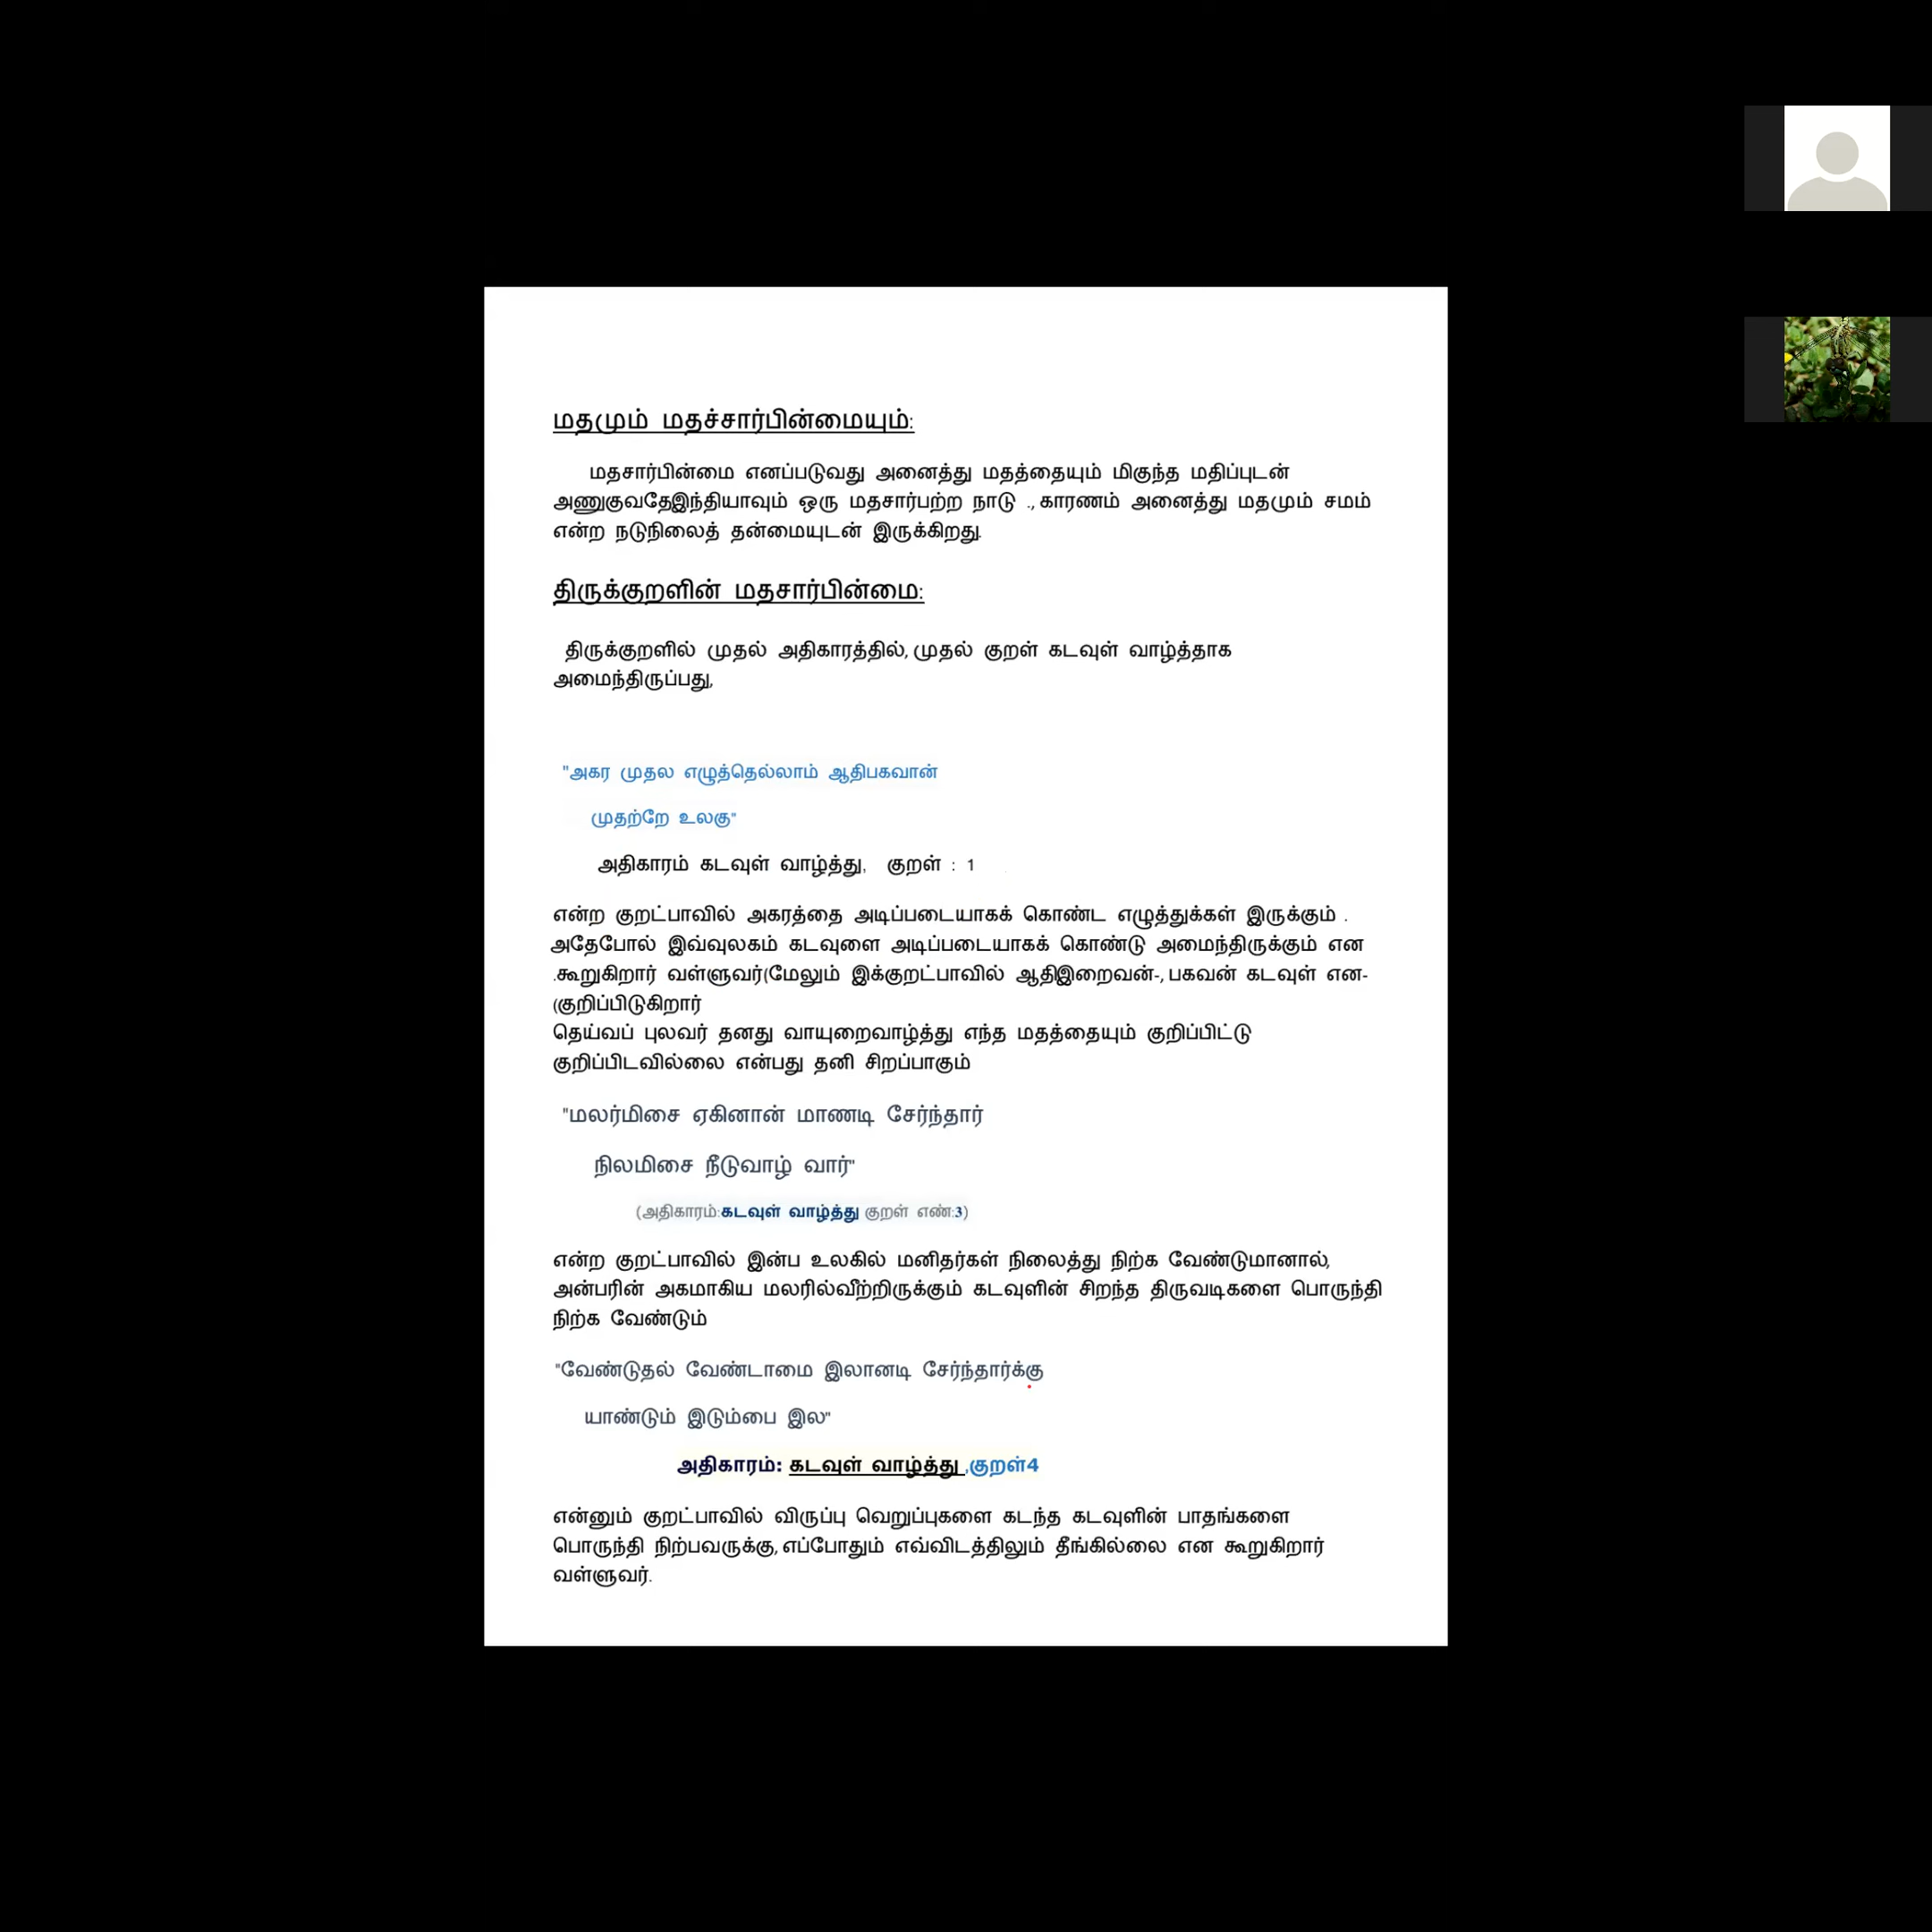 மதமும் மதச்சார்பின்மையும்:
மதசார்பின்மை எனப்படுவது அனைத்து மதத்தையும் மிகுந்த மதிப்புடன்
அணுகுவதேஇந்தியாவும் ஒரு மதசார்பற்ற நாடு ., காரணம் அனைத்து மதமும் சமம்
என்ற நடுநிலைத் தன்மையுடன் இருக்கிறது.
திருக்குறளின் மதசார்பின்மை:
திருக்குறளில் முதல் அதிகாரத்தில், முதல் குறள் கடவுள் வாழ்த்தாக
அமைந்திருப்பது,
"அகர முதல எழுத்தெல்லாம் ஆதிபகவான்
முதற்றே உலகு"
அதிகாரம் கடவுள் வாழ்த்து, குறள் : 1
என்ற குறட்பாவில் அகரத்தை அடிப்படையாகக் கொண்ட எழுத்துக்கள் இருக்கும் .
அதேபோல் இவ்வுலகம் கடவுளை அடிப்படையாகக் கொண்டு அமைந்திருக்கும் என
.கூறுகிறார் வள்ளுவர்(மேலும் இக்குறட்பாவில் ஆதிஇறைவன்-, பகவன் கடவுள் என-
(குறிப்பிடுகிறார்
தெய்வப் புலவர் தனது வாயுறைவாழ்த்து எந்த மதத்தையும் குறிப்பிட்டு
குறிப்பிடவில்லை என்பது தனி சிறப்பாகும்
"மலர்மிசை ஏகினான் மாணடி சேர்ந்தார்
நிலமிசை நீடுவாழ் வார்"
(அதிகாரம்:கடவுள் வாழ்த்து குறள் எண்:3)
என்ற குறட்பாவில் இன்ப உலகில் மனிதர்கள் நிலைத்து நிற்க வேண்டுமானால்,
அன்பரின் அகமாகிய மலரில்வீற்றிருக்கும் கடவுளின் சிறந்த திருவடிகளை பொருந்தி
நிற்க வேண்டும்
"வேண்டுதல் வேண்டாமை இலானடி சேர்ந்தார்க்கு
யாண்டும் இடும்பை இல"
அதிகாரம்: கடவுள் வாழ்த்து ,குறள்4
என்னும் குறட்பாவில் விருப்பு வெறுப்புகளை கடந்த கடவுளின் பாதங்களை
பொருந்தி நிற்பவருக்கு, எப்போதும் எவ்விடத்திலும் தீங்கில்லை என கூறுகிறார்
வள்ளுவர்.